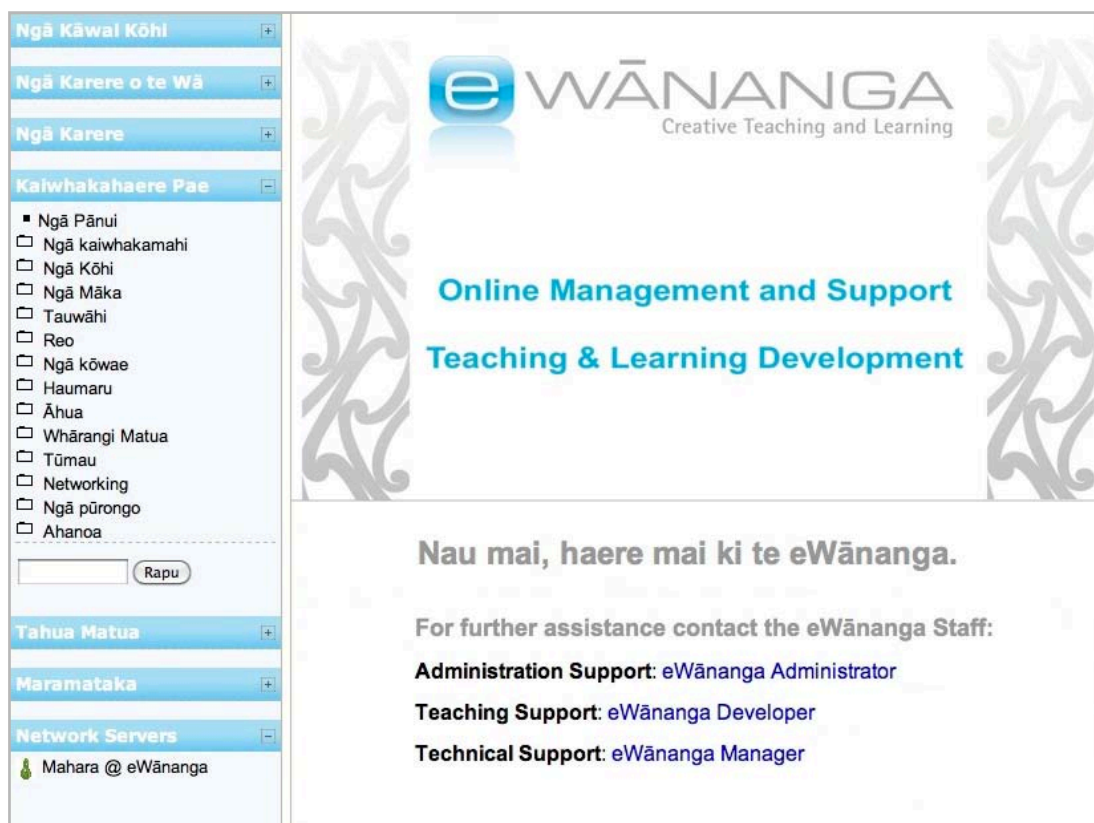 Ngā Kāwai Kōhi
Ngā Karere o te Wā
Ngā Karere
Kaiwhakahaere Pae
Ngā Pānui
Ngā kaiwhakamahi
Ngā Kōhi
Ngā Māka
Tauwāhi
Reo
Ngā kōwae
Haumaru
Āhua
Whārangi Matua
Tūmau
Networking
Ngā pūrongo
Ahanoa
Rapu
Tahua Matua
Maramataka
Network Servers
Mahara @ eWānanga
e WĀNANGA
Creative Teaching and Learning
Online Management and Support
Teaching & Learning Development
Nau mai, haere mai ki te eWānanga.
For further assistance contact the eWānanga Staff:
Administration Support: eWānanga Administrator
Teaching Support: eWānanga Developer
Technical Support: eWānanga Manager